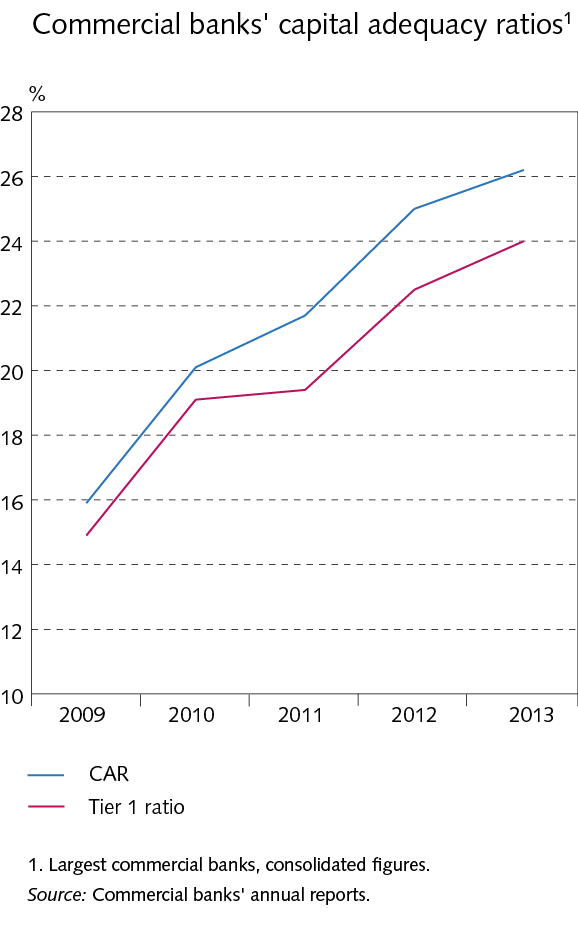 Commercial banks' capital adequacy ratios¹
%
28
26
24
22
20
18
16
14
12
10
2009 2010 2011 2012 2013
CAR
Tier 1 ratio
1. Largest commercial banks, consolidated figures.
Source: Commercial banks' annual reports.